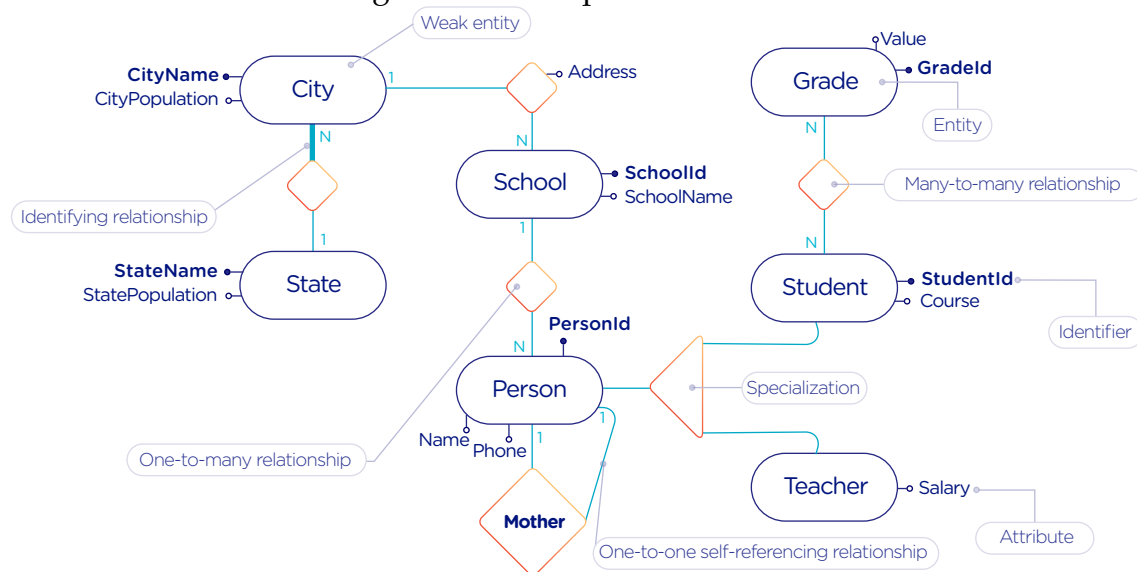 Weak entity
Value
CityName
CityPopulation
City
1
Address
Grade
GradeId
Entity
N
N
N
School
SchoolId
SchoolName
Many-to-many relationship
Identifying relationship
1
1
N
StateName
StatePopulation
State
Student
StudentId
Course
Identifier
PersonId
N
Person
Specialization
Name
Phone
1
1
One-to-many relationship
Teacher
Salary
Mother
Attribute
One-to-one self-referencing relationship